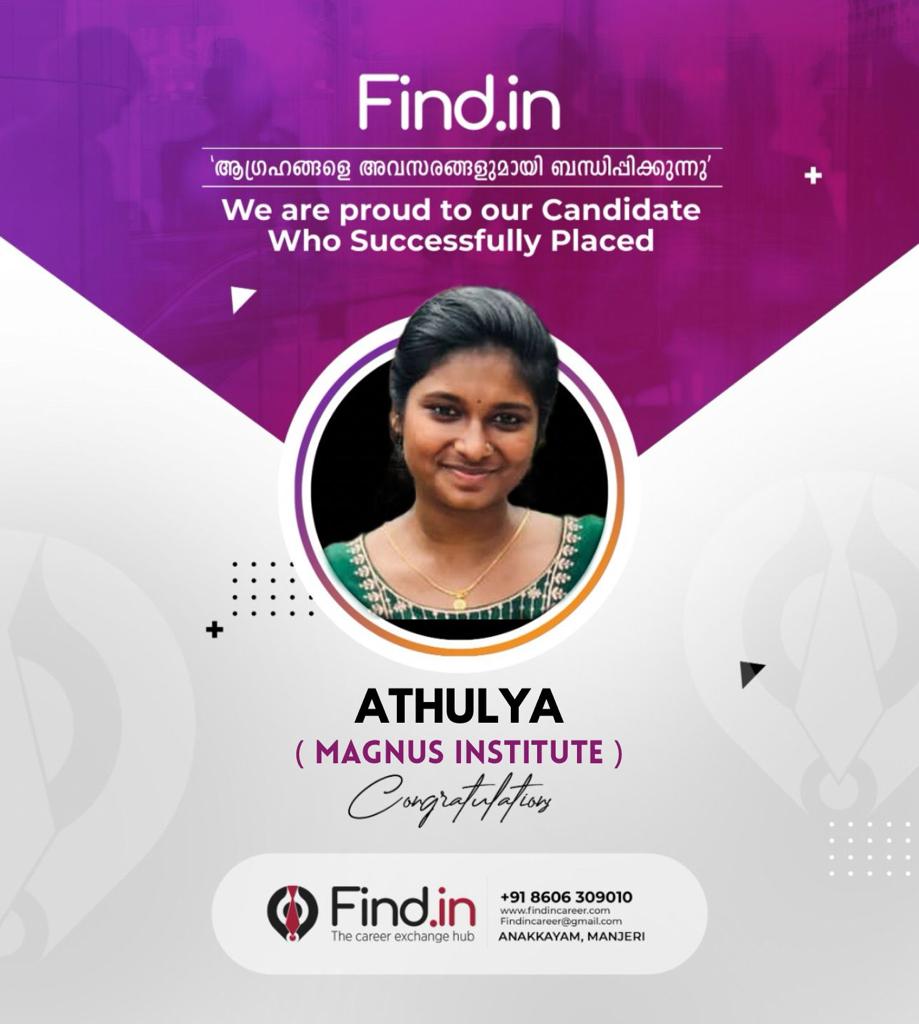 Find.in
'ആഗ്രഹങ്ങളെ അവസരങ്ങളുമായി ബന്ധിപ്പിക്കുന്നു'
We are proud to our Candidate
Who Successfully Placed
ATHULYA
( MAGNUS INSTITUTE )
Congratulations
Find.in
The career exchange hub
+91 8606 309010
www.findincareer.com
Findincareer@gmail.com
ANAKKAYAM, MANJERI